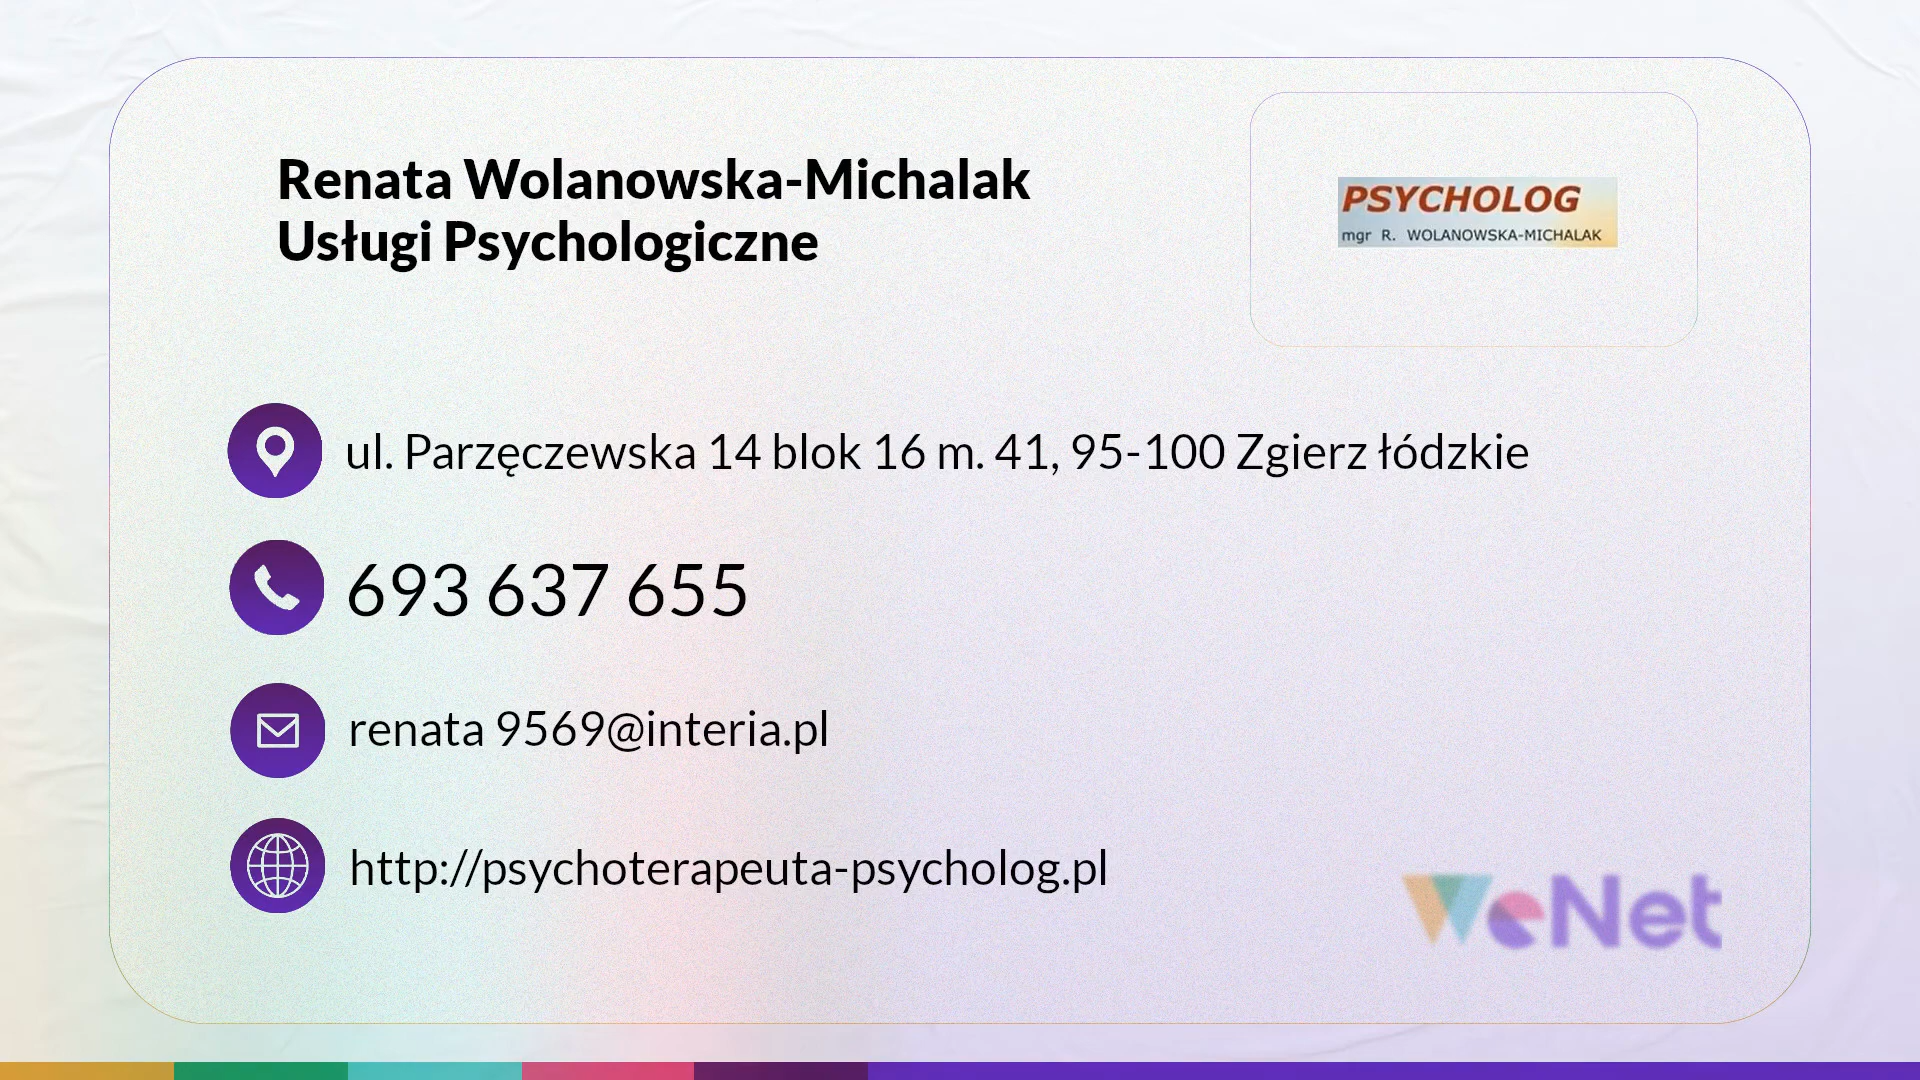 Renata Wolanowska-Michalak
Usługi Psychologiczne
PSYCHOLOG
mgr R. WOLANOWSKA-MICHALAK
ul. Parzęczewska 14 blok 16 m. 41, 95-100 Zgierz łódzkie
693 637 655
renata 9569@interia.pl
http://psychoterapeuta-psycholog.pl
WeNet